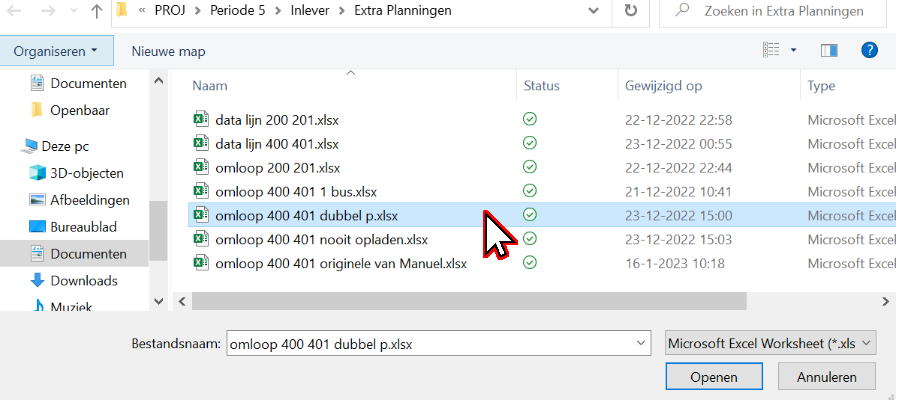 « PROJ > Periode 5 > Inlever > Extra Planningen
Zoeken in Extra Planningen
Organiseren Nieuwe map
Naam Status Gewijzigd op Type
Documenten
Openbaar
Deze pc
3D-objecten
Afbeeldingen
Bureaublad
Documenten
Downloads
Muziek
data lijn 200 201.xlsx 22-12-2022 22:58 Microsoft Excel
data lijn 400 401.xlsx 23-12-2022 00:55 Microsoft Excel
omloop 200 201.xlsx 22-12-2022 22:44 Microsoft Excel
omloop 400 401 1 bus.xlsx 21-12-2022 10:41 Microsoft Excel
omloop 400 401 dubbel p.xlsx 23-12-2022 15:00 Microsoft Excel
omloop 400 401 nooit opladen.xlsx 23-12-2022 15:03 Microsoft Excel
omloop 400 401 originele van Manuel.xlsx 16-1-2023 10:18 Microsoft Excel
Bestandsnaam: omloop 400 401 dubbel p.xlsx Microsoft Excel Worksheet (*.xls
Openen Annuleren